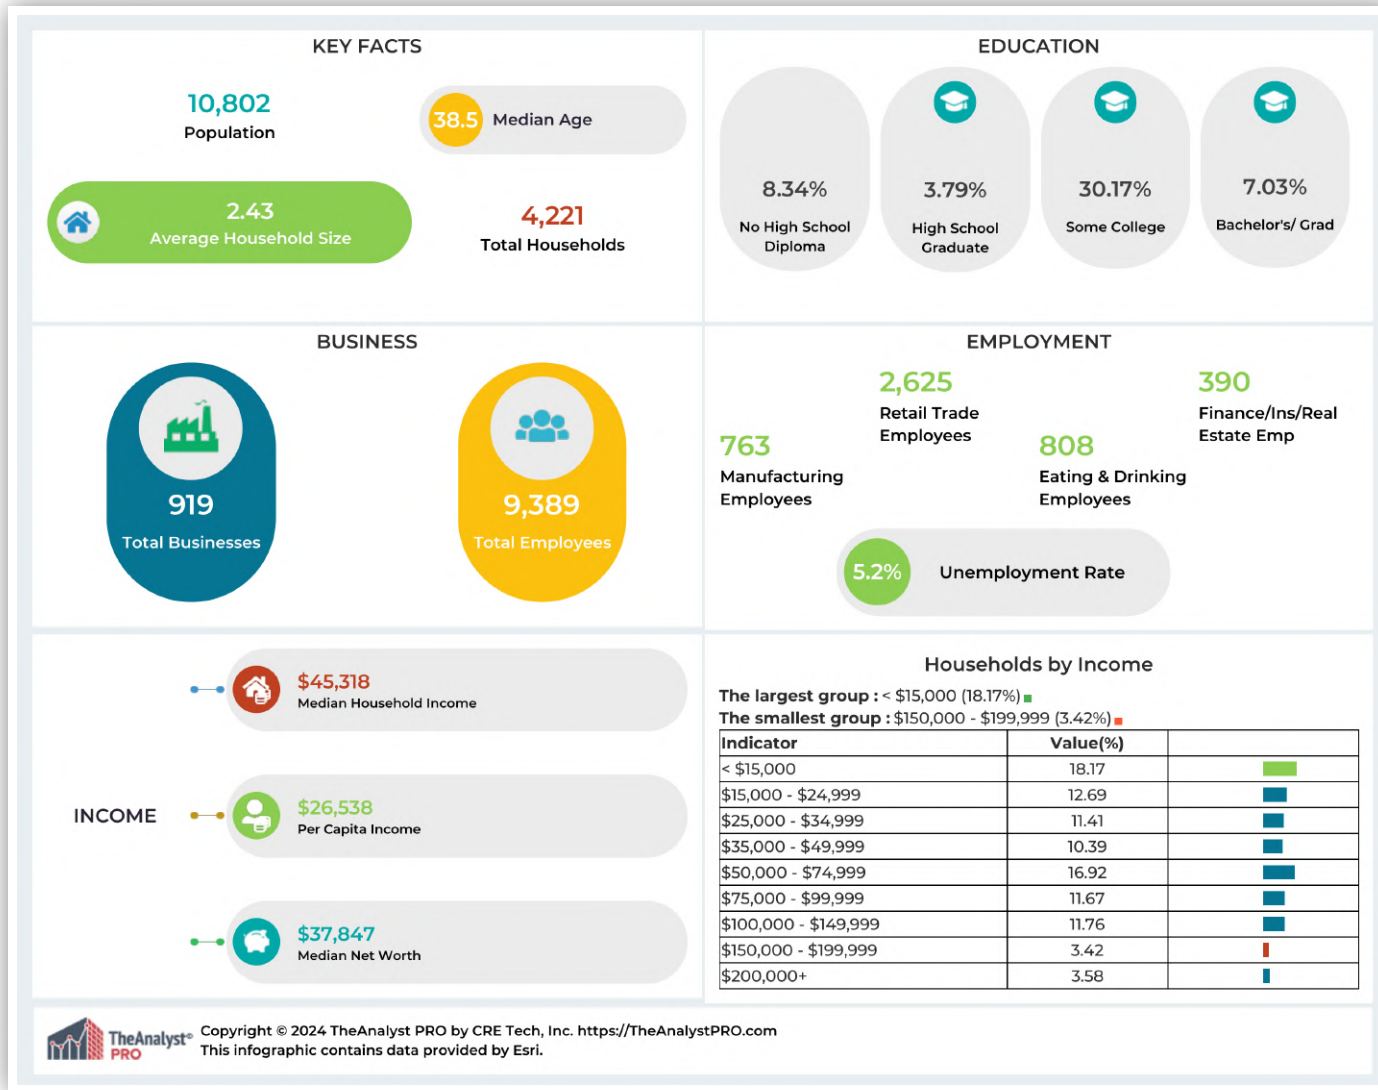 KEY FACTS
10,802
Population
38.5 Median Age
2.43
Average Household Size
4,221
Total Households
EDUCATION
8.34%
No High School
Diploma
3.79%
High School
Graduate
30.17%
Some College
7.03%
Bachelor's/ Grad
BUSINESS
919
Total Businesses
9,389
Total Employees
EMPLOYMENT
763
Manufacturing
Employees
2,625
Retail Trade
Employees
808
Eating & Drinking
Employees
390
Finance/Ins/Real
Estate Emp
5.2% Unemployment Rate
INCOME
$45,318
Median Household Income
$26,538
Per Capita Income
$37,847
Median Net Worth
Households by Income
The largest group : < $15,000 (18.17%)
The smallest group : $150,000 - $199,999 (3.42%)
Indicator Value(%)
< $15,000 18.17
$15,000 - $24,999 12.69
$25,000 - $34,999 11.41
$35,000 - $49,999 10.39
$50,000 - $74,999 16.92
$75,000 - $99,999 11.67
$100,000 - $149,999 11.76
$150,000 - $199,999 3.42
$200,000+ 3.58
TheAnalyst®
PRO
Copyright © 2024 TheAnalyst PRO by CRE Tech, Inc. https://TheAnalystPRO.com
This infographic contains data provided by Esri.